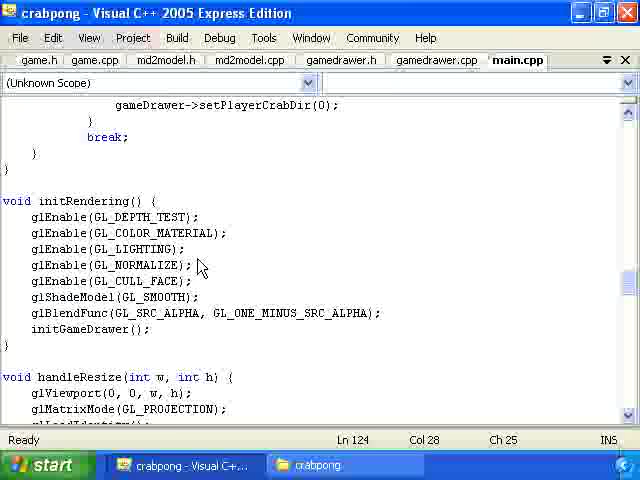 crabpong - Visual C++ 2005 Express Edition
File Edit View Project Build Debug Tools Window Community Help
game.h game.cpp md2model.h md2model.cpp gamedrawer.h gamedrawer.cpp main.cpp
(Unknown Scope)
gameDrawer->setPlayerCrabDir(0);
}
break;
}
}
void initRendering() {
glEnable(GL_DEPTH_TEST);
glEnable(GL_COLOR_MATERIAL);
glEnable(GL_LIGHTING);
glEnable(GL_NORMALIZE);
glEnable(GL_CULL_FACE);
glShadeModel(GL_SMOOTH);
glBlendFunc(GL_SRC_ALPHA, GL_ONE_MINUS_SRC_ALPHA);
initGameDrawer();
}
void handleResize(int w, int h) {
glViewport(0, 0, w, h);
glMatrixMode(GL_PROJECTION);
glLoadIdentity();
Ready Ln 124 Col 28 Ch 25 INS
start crabpong - Visual C+... crabpong